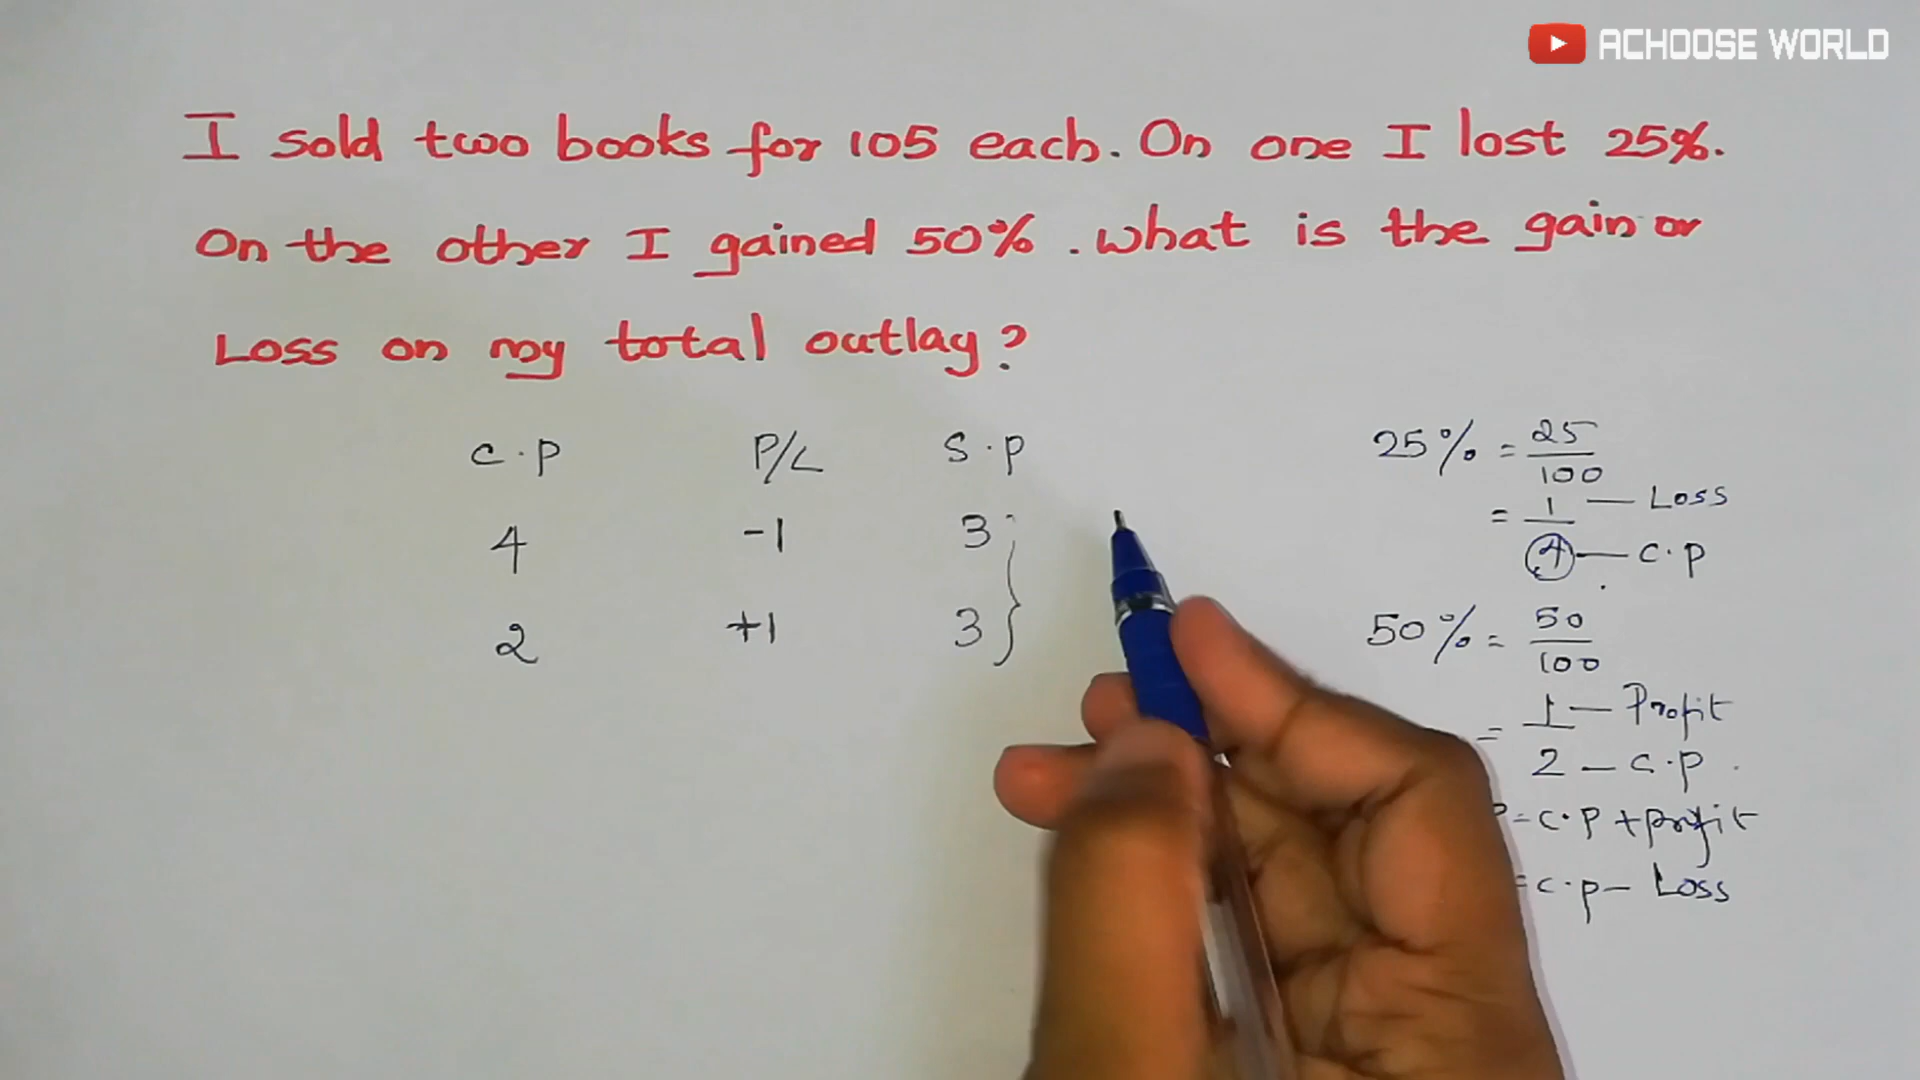 ACHOOSE WORLD
I sold two books for 105 each. On one I lost 25%.
On the other I gained 50%. what is the gain or
Loss on my total outlay?
C.P P/L S.P
4 -1 3
2 +1 3
25% = 25/100
= 1/4 — Loss — C.P
50% = 50/100
= 1/2 — Profit — C.P
= C.P + Profit
= C.P - Loss